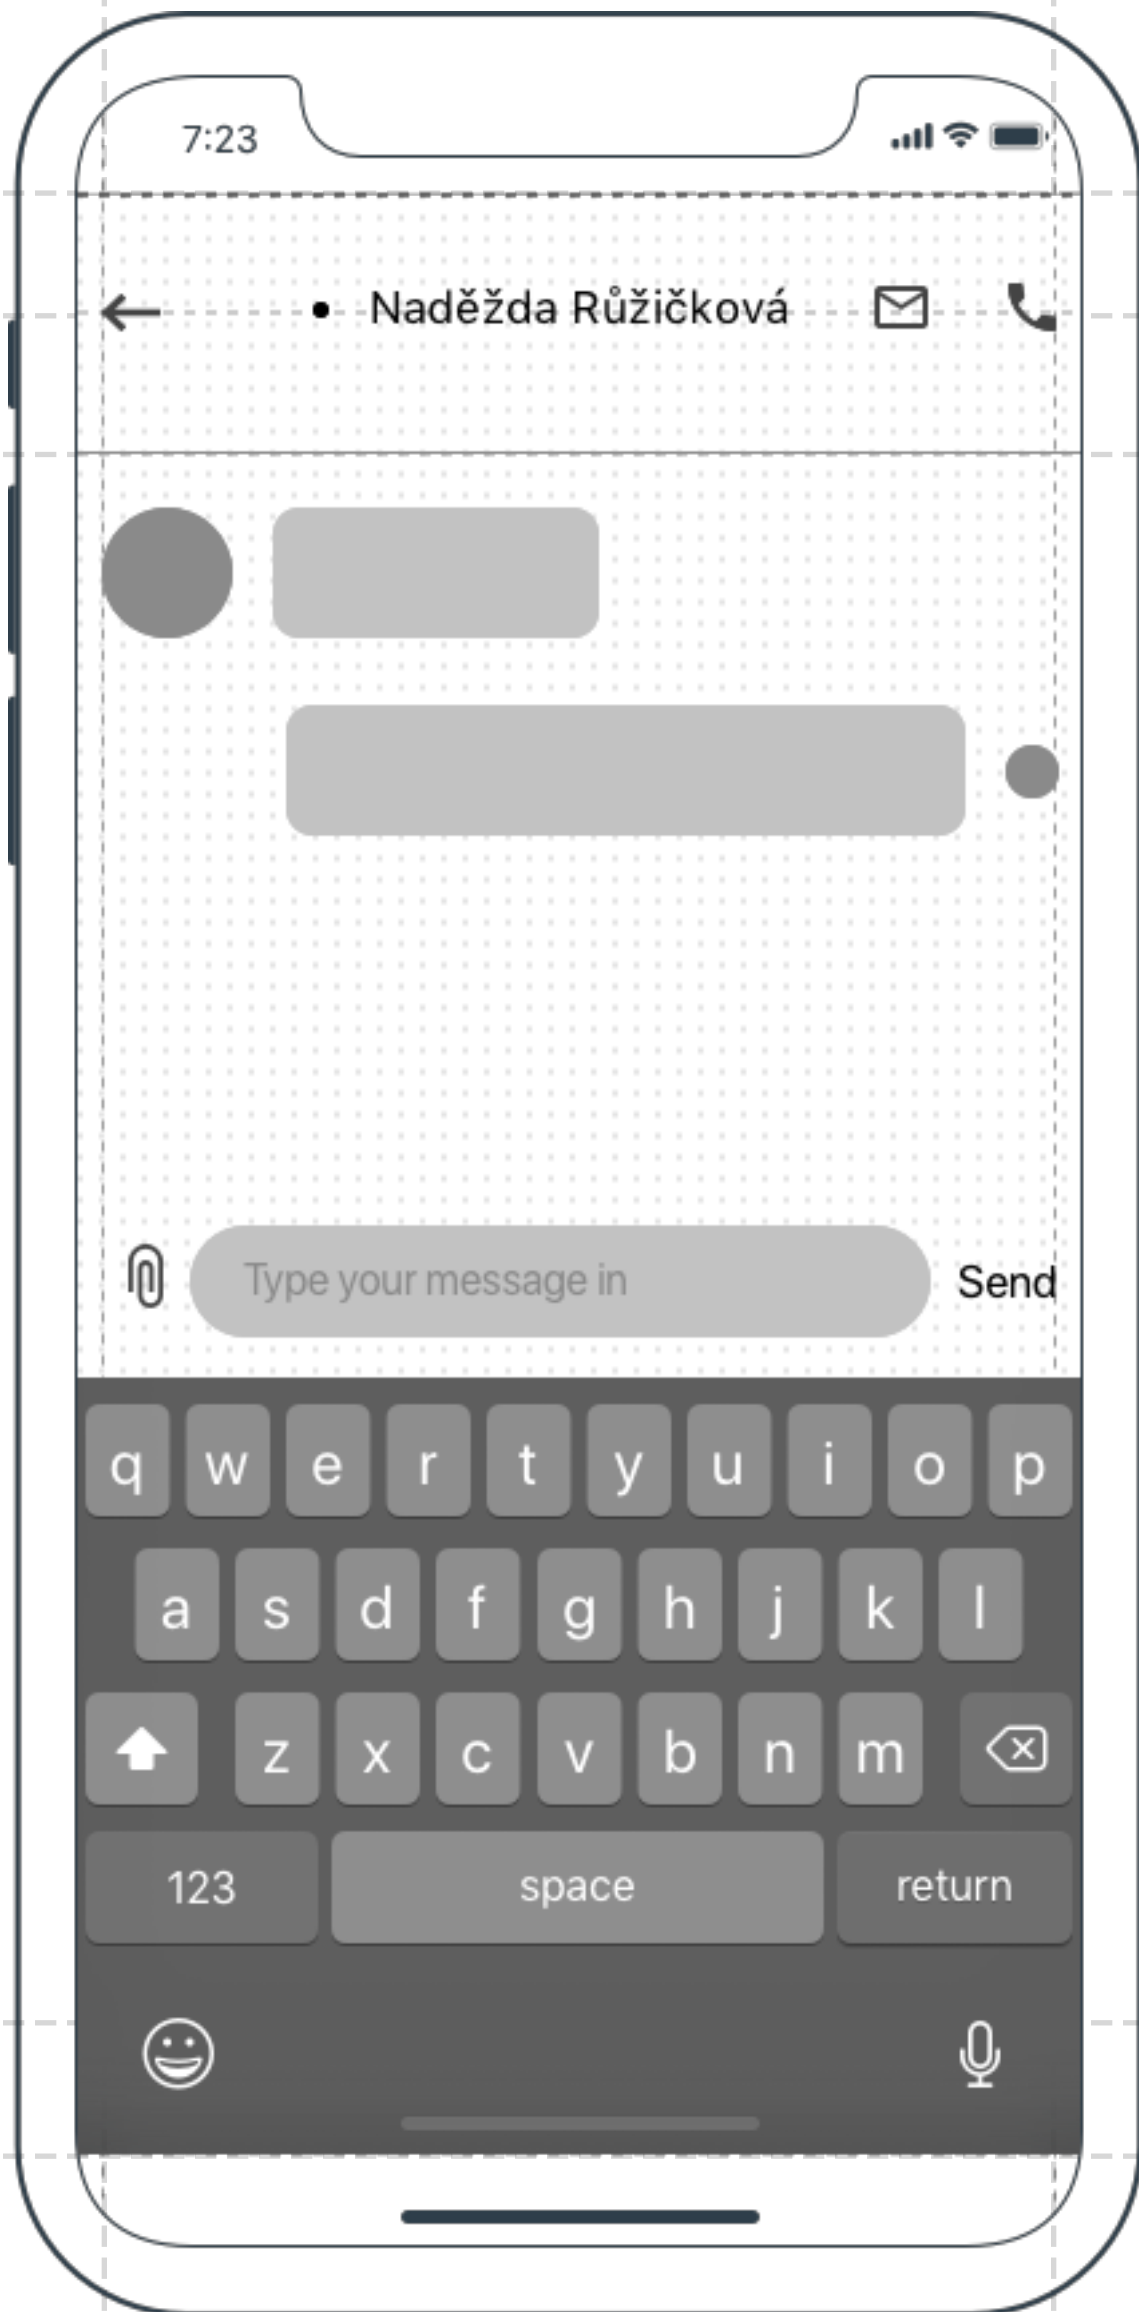 7:23
Naděžda Růžičková
Type your message in
Send
q w e r t y u i o p
a s d f g h j k l
z x c v b n m
123 space return